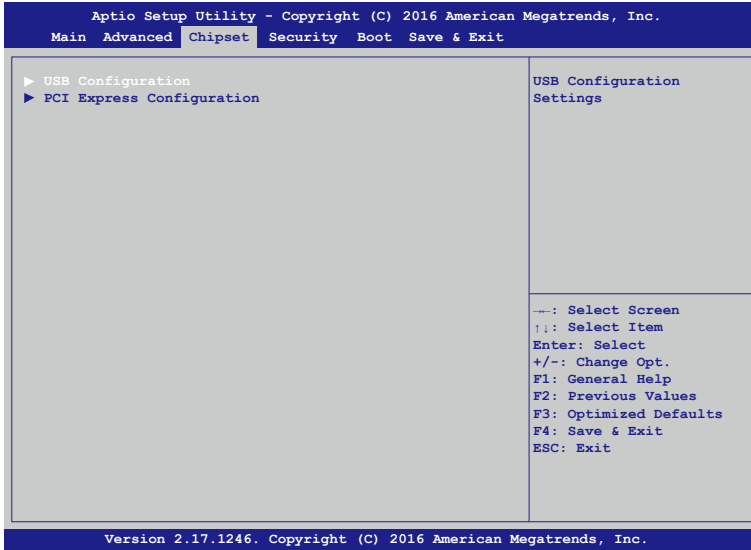 Aptio Setup Utility - Copyright (C) 2016 American Megatrends, Inc.
Main Advanced Chipset Security Boot Save & Exit
▶ USB Configuration
▶ PCI Express Configuration
USB Configuration
Settings
→←: Select Screen
↑↓: Select Item
Enter: Select
+/-: Change Opt.
F1: General Help
F2: Previous Values
F3: Optimized Defaults
F4: Save & Exit
ESC: Exit
Version 2.17.1246. Copyright (C) 2016 American Megatrends, Inc.